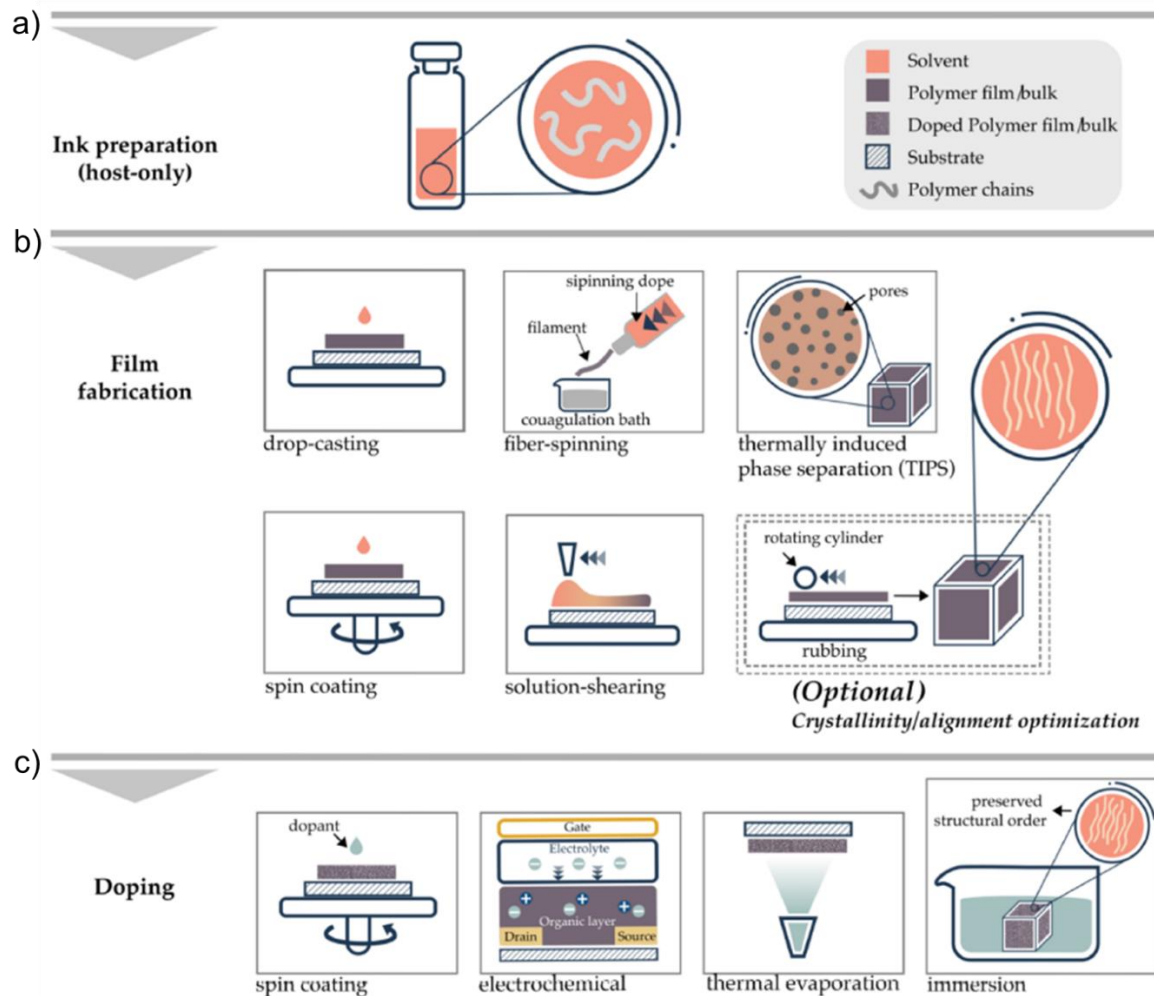 a)
Ink preparation
(host-only)
Solvent
Polymer film/bulk
Doped Polymer film/bulk
Substrate
Polymer chains
b)
Film
fabrication
drop-casting
sipinning dope
filament
couagulation bath
fiber-spinning
pores
thermally induced
phase separation (TIPS)
spin coating
solution-shearing
rotating cylinder
rubbing
(Optional)
Crystallinity/alignment optimization
c)
Doping
dopant
spin coating
Gate
Electrolyte
Organic layer
Drain
Source
electrochemical
thermal evaporation
preserved
structural order
immersion